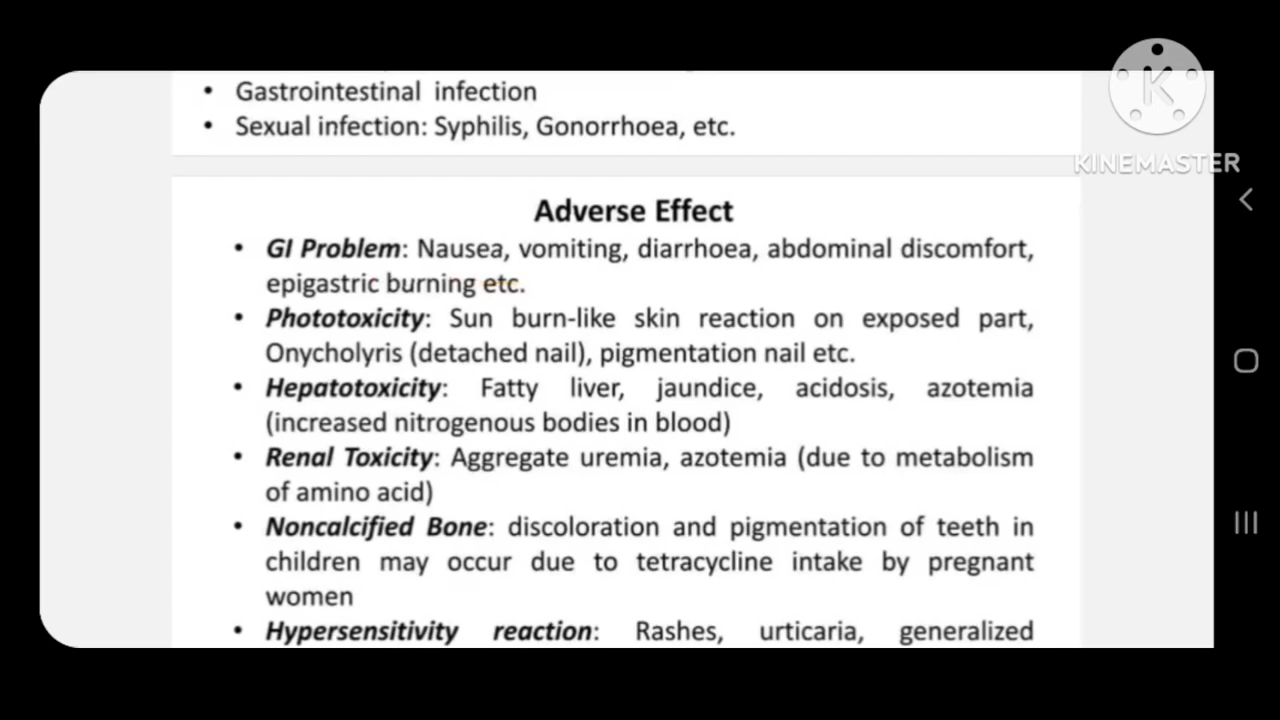 • Gastrointestinal infection
• Sexual infection: Syphilis, Gonorrhoea, etc.
KINEMASTER
Adverse Effect
• GI Problem: Nausea, vomiting, diarrhoea, abdominal discomfort,
epigastric burning etc.
• Phototoxicity: Sun burn-like skin reaction on exposed part,
Onycholyris (detached nail), pigmentation nail etc.
• Hepatotoxicity: Fatty liver, jaundice, acidosis, azotemia
(increased nitrogenous bodies in blood)
• Renal Toxicity: Aggregate uremia, azotemia (due to metabolism
of amino acid)
• Noncalcified Bone: discoloration and pigmentation of teeth in
children may occur due to tetracycline intake by pregnant
women
• Hypersensitivity reaction: Rashes, urticaria, generalized